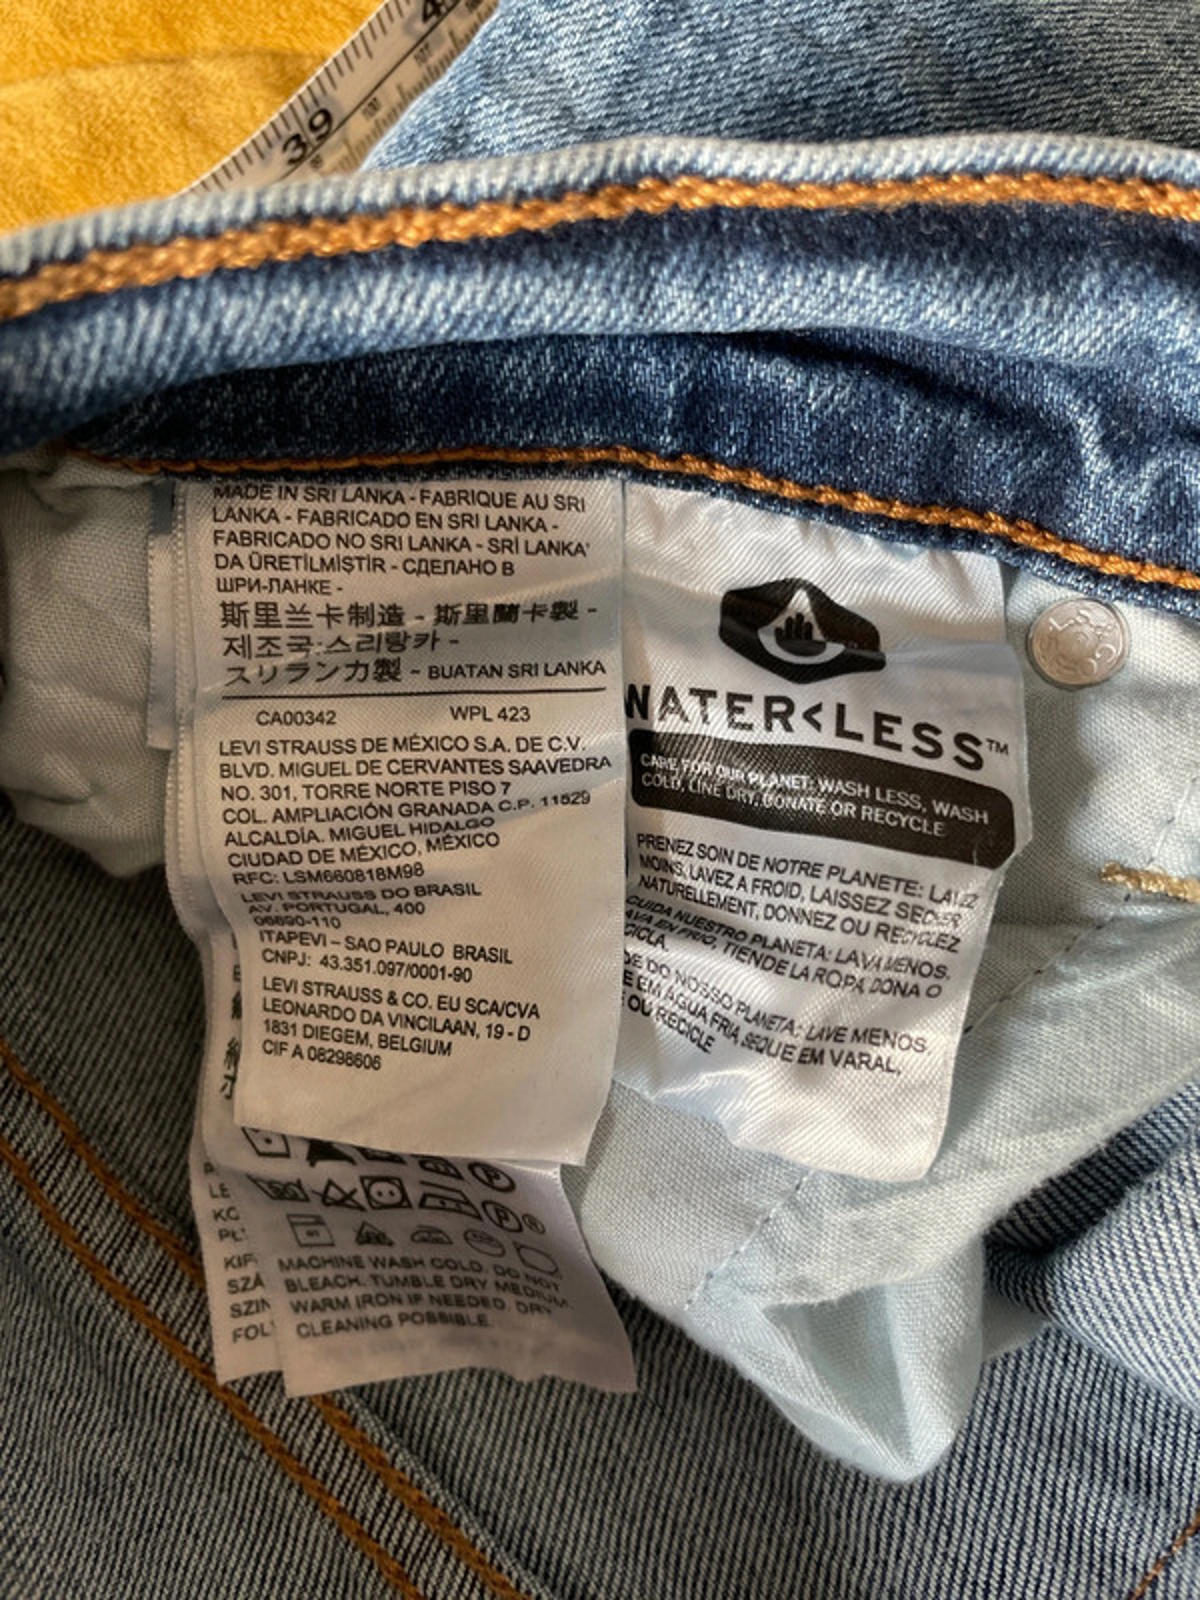 39
MADE IN SRI LANKA - FABRIQUE AU SRI
LANKA - FABRICADO EN SRI LANKA -
FABRICADO NO SRI LANKA - SRİ LANKA'
DA ÜRETİLMİŞTİR - СДЕЛАНО В
ШРИ-ЛАНКЕ -
斯里兰卡制造 - 斯里蘭卡製 -
제조국:스리랑카 -
スリランカ製 - BUATAN SRI LANKA
CA00342 WPL 423
LEVI STRAUSS DE MÉXICO S.A. DE C.V.
BLVD. MIGUEL DE CERVANTES SAAVEDRA
NO. 301, TORRE NORTE PISO 7
COL. AMPLIACIÓN GRANADA C.P. 11529
ALCALDÍA. MIGUEL HIDALGO
CIUDAD DE MÉXICO, MÉXICO
RFC: LSM660818M98
LEVI STRAUSS DO BRASIL
AV. PORTUGAL, 400
06690-110
ITAPEVI – SAO PAULO BRASIL
CNPJ: 43.351.097/0001-90
LEVI STRAUSS & CO. EU SCA/CVA
LEONARDO DA VINCILAAN, 19 - D
1831 DIEGEM, BELGIUM
CIF A 08298606
WATER<LESS™
CARE FOR OUR PLANET: WASH LESS, WASH
COLD, LINE DRY, DONATE OR RECYCLE
PRENEZ SOIN DE NOTRE PLANETE: LAVEZ
MOINS, LAVEZ A FROID, LAISSEZ SECHER
NATURELLEMENT, DONNEZ OU RECYCLEZ
CUIDA NUESTRO PLANETA: LAVA MENOS.
LAVA EN FRIO, TIENDE LA ROPA, DONA O
DO NOSSO PLANETA: LAVE MENOS.
EM AGUA FRIA, SEQUE EM VARAL,
OU RECICLE
P
P
MACHINE WASH COLD. DO NOT
BLEACH. TUMBLE DRY MEDIUM.
WARM IRON IF NEEDED. DRY
CLEANING POSSIBLE.